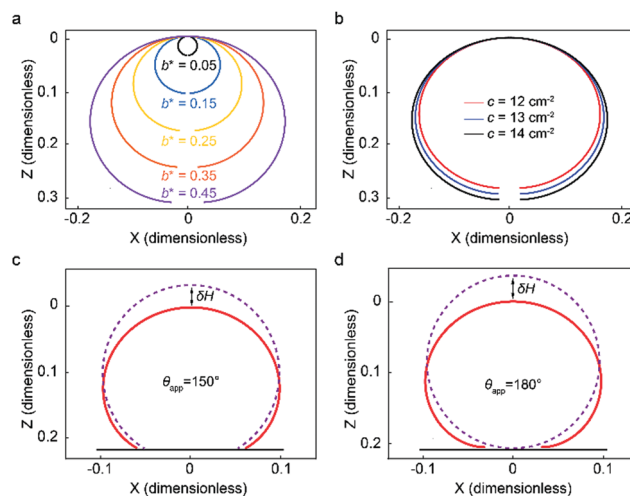 a
0
0.1
0.2
0.3
Z (dimensionless)
b* = 0.05
b* = 0.15
b* = 0.25
b* = 0.35
b* = 0.45
-0.2
0
0.2
X (dimensionless)
b
0
0.1
0.2
0.3
Z (dimensionless)
c = 12 cm⁻²
c = 13 cm⁻²
c = 14 cm⁻²
-0.2
0
0.2
X (dimensionless)
c
0
0.1
0.2
Z (dimensionless)
δH
θapp=150°
-0.1
0
0.1
X (dimensionless)
d
0
0.1
0.2
Z (dimensionless)
δH
θapp=180°
-0.1
0
0.1
X (dimensionless)